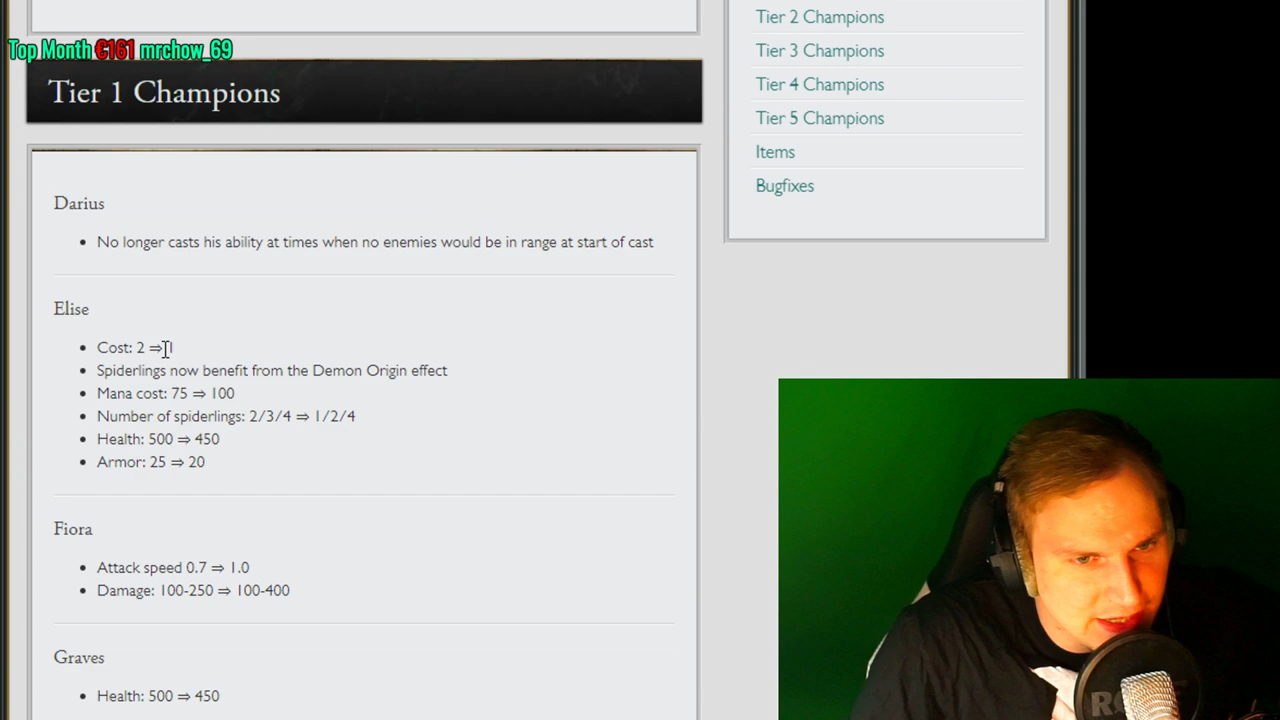 Top Month €161 mrchow_69
Tier 1 Champions
Darius
No longer casts his ability at times when no enemies would be in range at start of cast
Elise
Cost: 2 ⇒ 1
Spiderlings now benefit from the Demon Origin effect
Mana cost: 75 ⇒ 100
Number of spiderlings: 2/3/4 ⇒ 1/2/4
Health: 500 ⇒ 450
Armor: 25 ⇒ 20
Fiora
Attack speed 0.7 ⇒ 1.0
Damage: 100-250 ⇒ 100-400
Graves
Health: 500 ⇒ 450
Tier 2 Champions
Tier 3 Champions
Tier 4 Champions
Tier 5 Champions
Items
Bugfixes